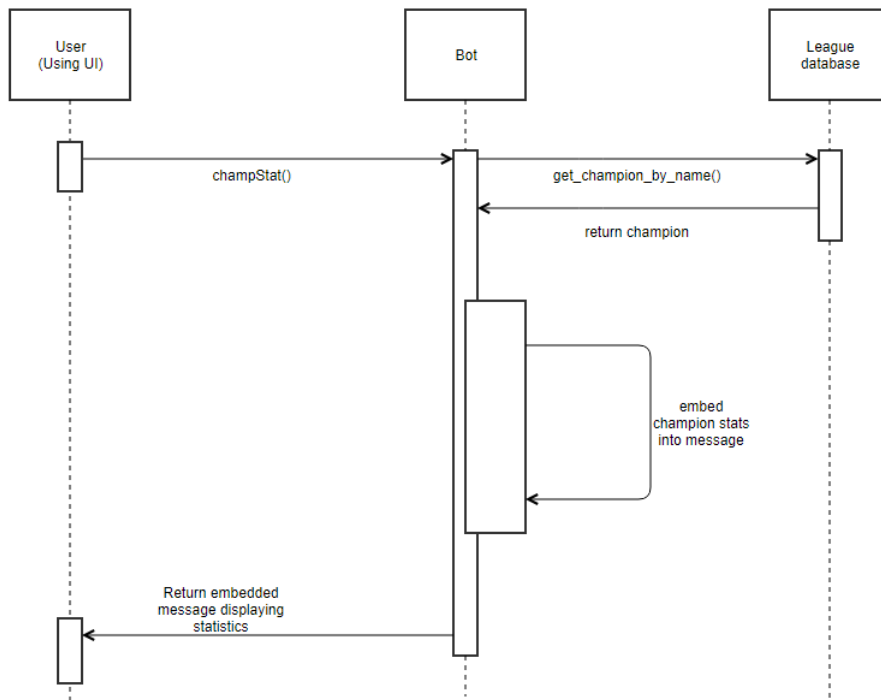 User
(Using UI)
Bot
League
database
champStat()
get_champion_by_name()
return champion
embed
champion stats
into message
Return embedded
message displaying
statistics